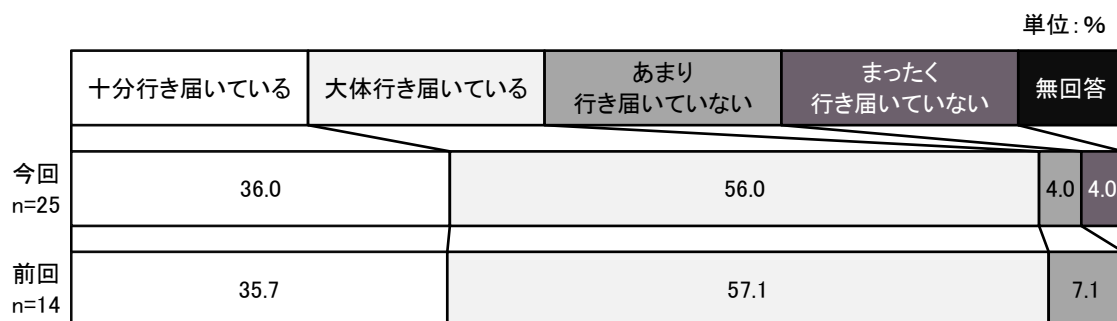 単位：％
十分行き届いている
大体行き届いている
あまり
行き届いていない
まったく
行き届いていない
無回答
今回
n=25
36.0
56.0
4.0
4.0
前回
n=14
35.7
57.1
7.1